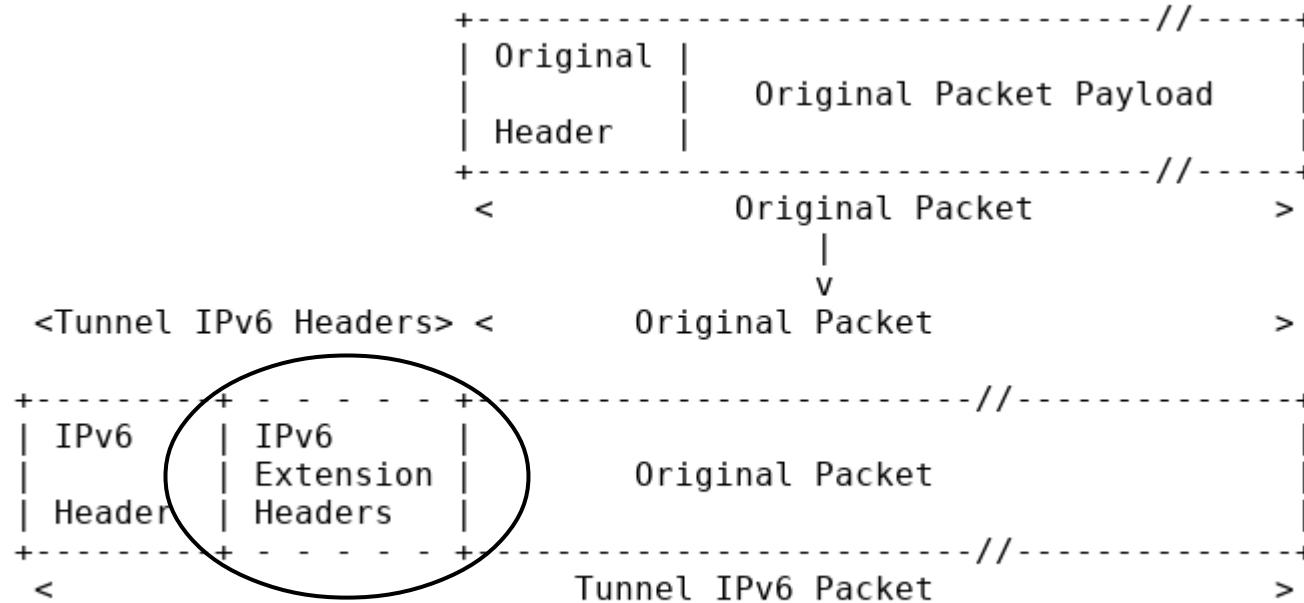 +----------------------------------//-----+
| Original |                              |
|          |   Original Packet Payload    |
| Header   |                              |
+----------------------------------//-----+
<            Original Packet            >
|
v
<Tunnel IPv6 Headers> <       Original Packet                 >
+---------+ - - - - - +-------------------------//--------------+
| IPv6    | IPv6      |                                         |
|         | Extension |        Original Packet                  |
| Header  | Headers   |                                         |
+---------+ - - - - - +-------------------------//--------------+
<                          Tunnel IPv6 Packet                 >